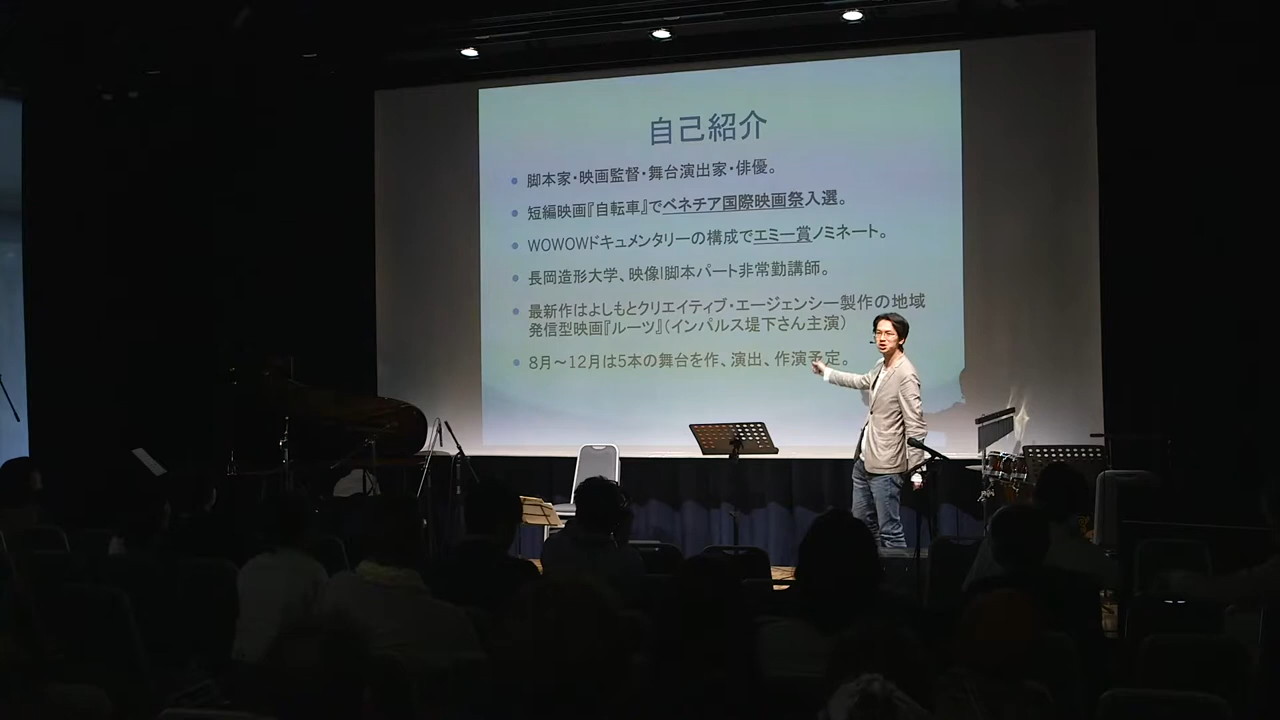 自己紹介
脚本家・映画監督・舞台演出家・俳優。
短編映画『自転車』でベネチア国際映画祭入選。
WOWOWドキュメンタリーの構成でエミー賞ノミネート。
長岡造形大学、映像I脚本パート非常勤講師。
最新作はよしもとクリエイティブ・エージェンシー製作の地域
発信型映画『ルーツ』(インパルス堤下さん主演)
8月～12月は5本の舞台を作、演出、作演予定。